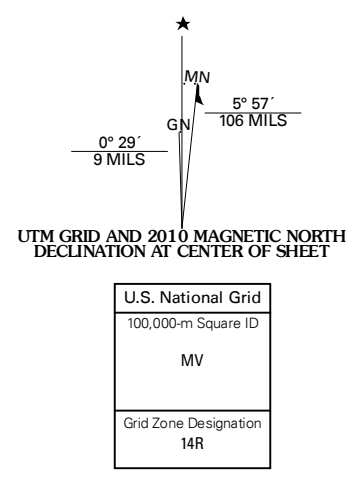 MN
GN
5° 57´
106 MILS
0° 29´
9 MILS
UTM GRID AND 2010 MAGNETIC NORTH
DECLINATION AT CENTER OF SHEET
U.S. National Grid
100,000-m Square ID
MV
Grid Zone Designation
14R